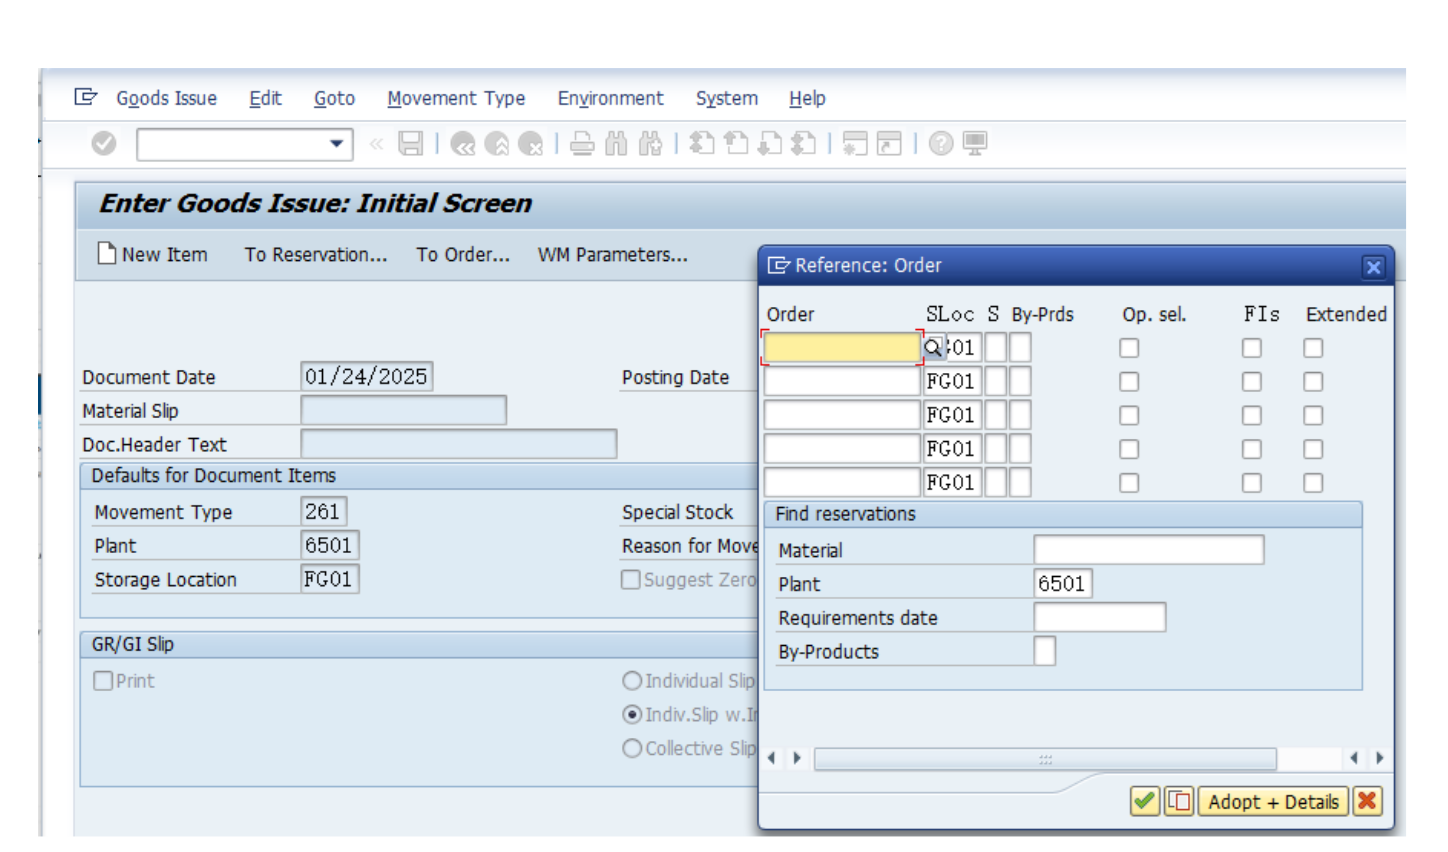 Goods Issue Edit Goto Movement Type Environment System Help
Enter Goods Issue: Initial Screen
New Item To Reservation... To Order... WM Parameters...
Document Date 01/24/2025 Posting Date
Material Slip
Doc.Header Text
Defaults for Document Items
Movement Type 261 Special Stock
Plant 6501 Reason for Move
Storage Location FG01 Suggest Zero
GR/GI Slip
Print Individual Slip
Indiv.Slip w.I
Collective Slip
Reference: Order
Order SLoc S By-Prds Op. sel. FIs Extended
01
FG01
FG01
FG01
FG01
Find reservations
Material
Plant 6501
Requirements date
By-Products
Adopt + Details